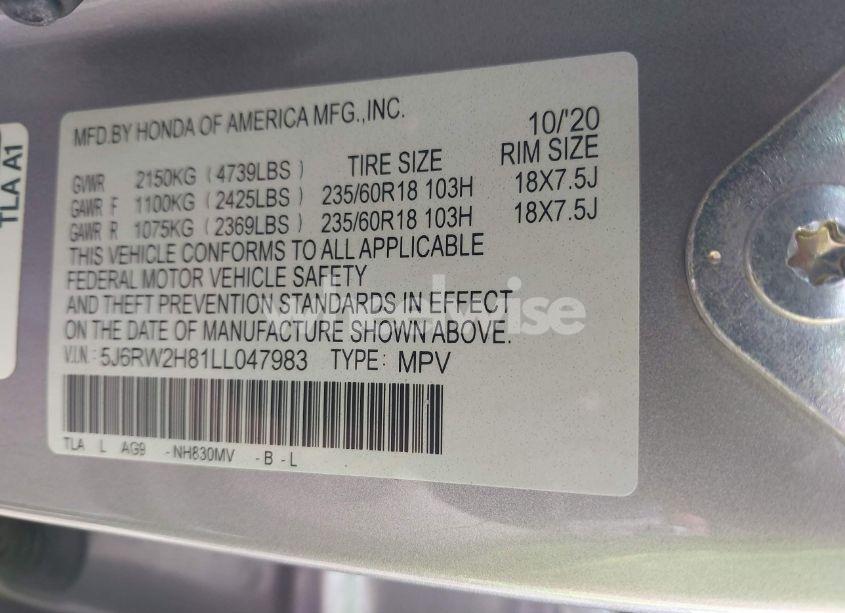 TLA A1
MFD.BY HONDA OF AMERICA MFG.,INC. 10/'20
GVWR 2150KG (4739LBS) TIRE SIZE RIM SIZE
GAWR F 1100KG (2425LBS) 235/60R18 103H 18X7.5J
GAWR R 1075KG (2369LBS) 235/60R18 103H 18X7.5J
THIS VEHICLE CONFORMS TO ALL APPLICABLE
FEDERAL MOTOR VEHICLE SAFETY
AND THEFT PREVENTION STANDARDS IN EFFECT
ON THE DATE OF MANUFACTURE SHOWN ABOVE.
V.I.N.: 5J6RW2H81LL047983 TYPE: MPV
TLA L AG9 -NH830MV -B -L